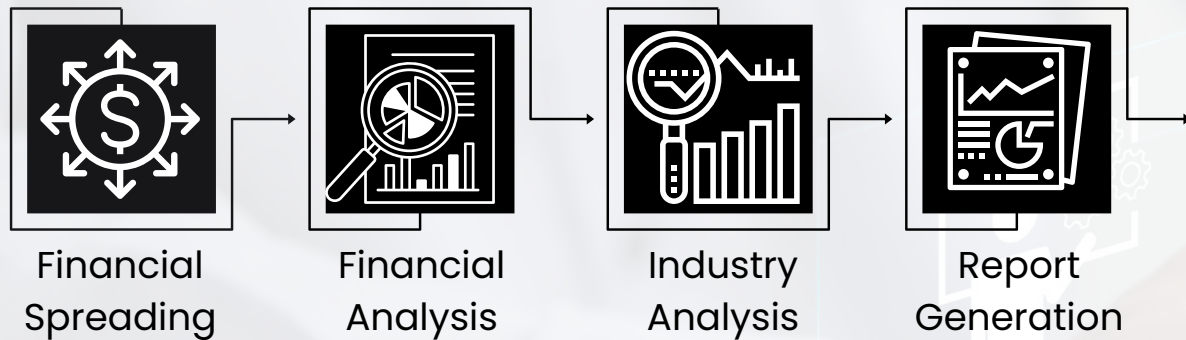 Financial
Spreading
Financial
Analysis
Industry
Analysis
Report
Generation